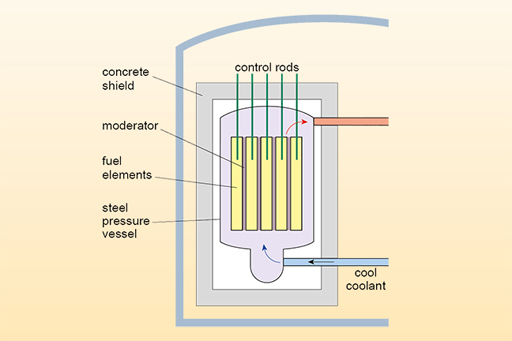 control rods
concrete
shield
moderator
fuel
elements
steel
pressure
vessel
cool
coolant